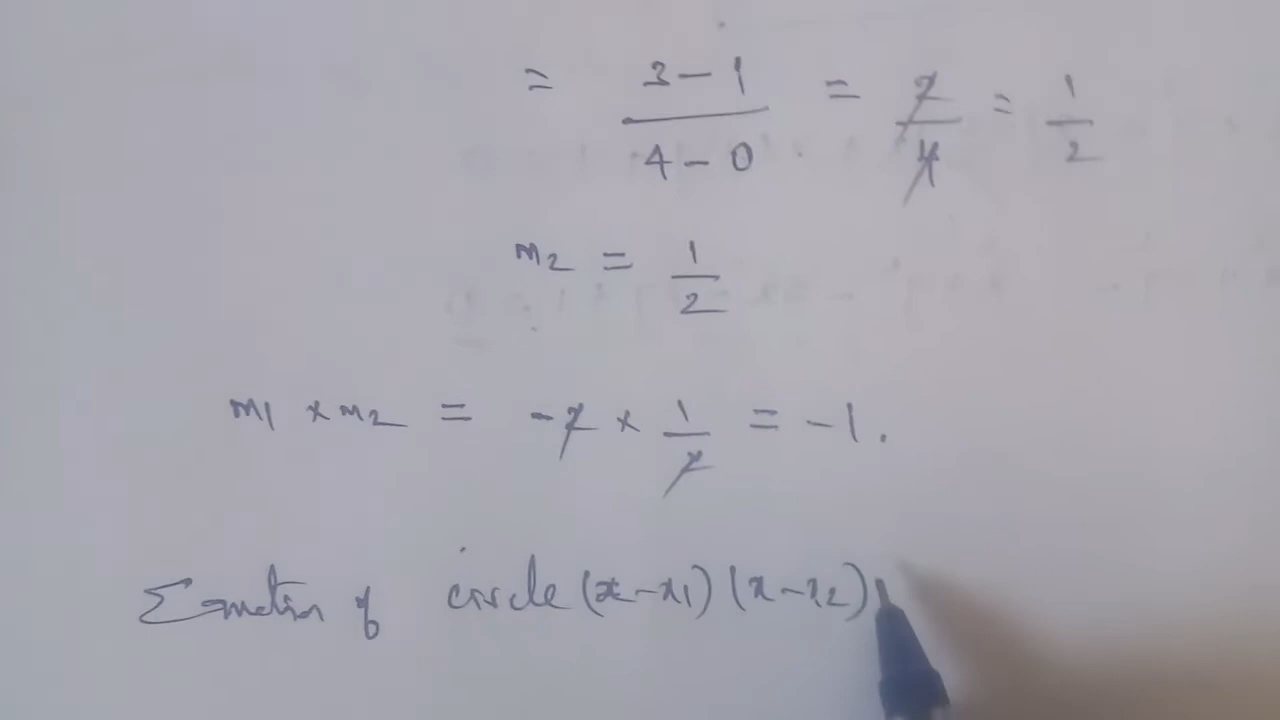 = 3-1/4-0 = 2/4 = 1/2
m2 = 1/2
m1 × m2 = -2 × 1/2 = -1.
Equation of circle (x-x1) (x-x2)